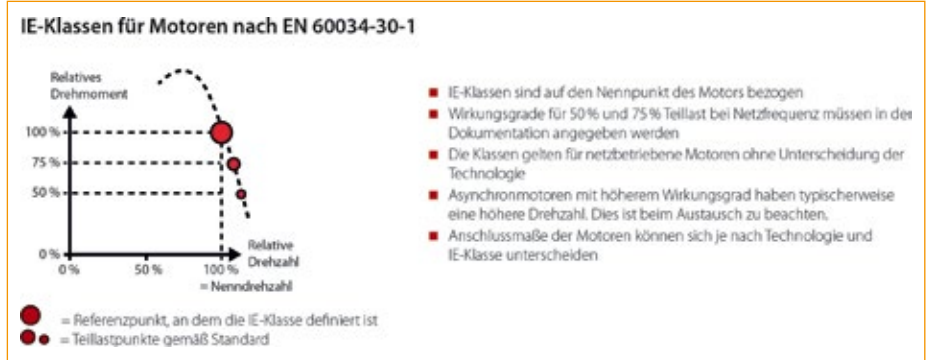 IE-Klassen für Motoren nach EN 60034-30-1
Relatives
Drehmoment
100 %
75 %
50 %
0 %
0 %
50 %
100 %
= Nenndrehzahl
Relative
Drehzahl
= Referenzpunkt, an dem die IE-Klasse definiert ist
= Teillastpunkte gemäß Standard
IE-Klassen sind auf den Nennpunkt des Motors bezogen
Wirkungsgrade für 50 % und 75 % Teillast bei Netzfrequenz müssen in der
Dokumentation angegeben werden
Die Klassen gelten für netzbetriebene Motoren ohne Unterscheidung der
Technologie
Asynchronmotoren mit höherem Wirkungsgrad haben typischerweise
eine höhere Drehzahl. Dies ist beim Austausch zu beachten.
Anschlussmaße der Motoren können sich je nach Technologie und
IE-Klasse unterscheiden